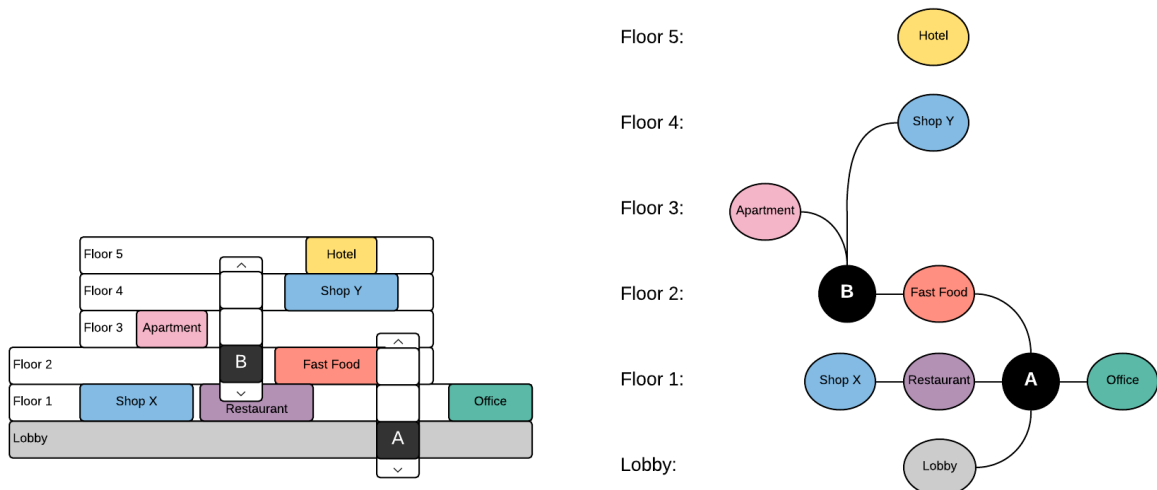 Floor 5
Hotel
Floor 4
Shop Y
Floor 3
Apartment
Floor 2
B
Fast Food
Floor 1
Shop X
Restaurant
Office
Lobby
A
Floor 5:
Hotel
Floor 4:
Shop Y
Floor 3:
Apartment
Floor 2:
B
Fast Food
Floor 1:
Shop X
Restaurant
A
Office
Lobby:
Lobby